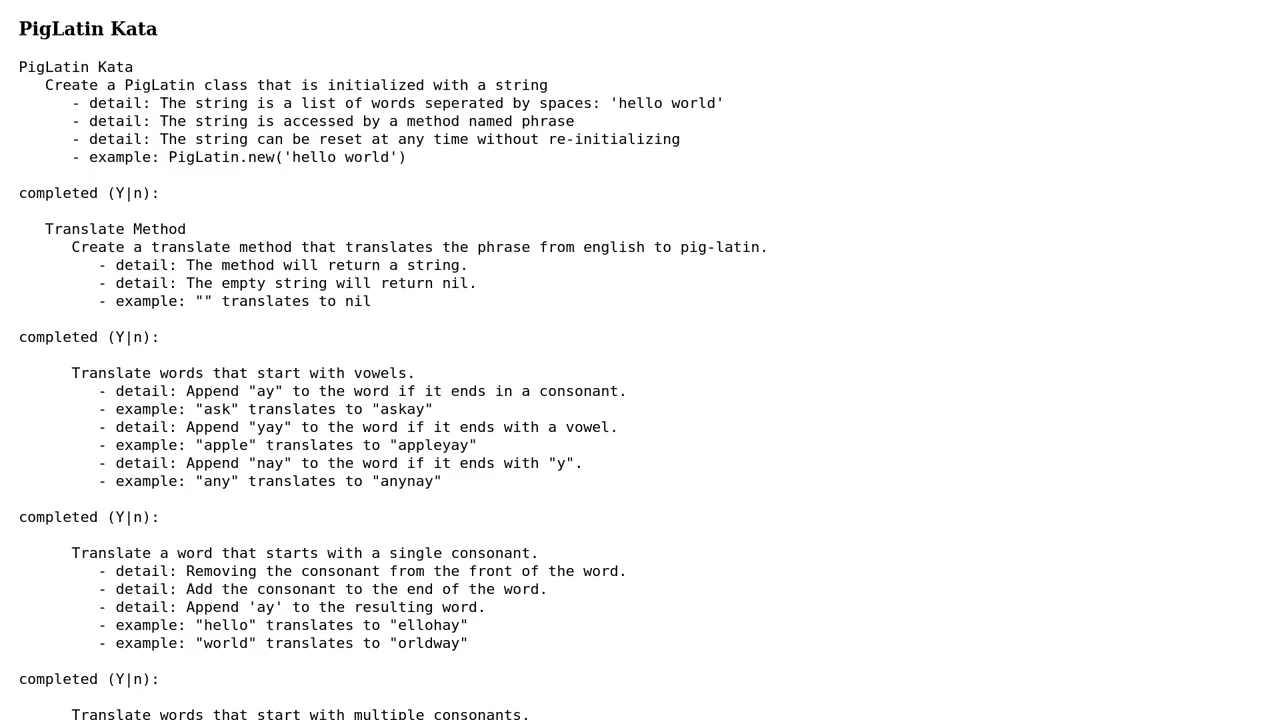 PigLatin Kata
PigLatin Kata
Create a PigLatin class that is initialized with a string
- detail: The string is a list of words seperated by spaces: 'hello world'
- detail: The string is accessed by a method named phrase
- detail: The string can be reset at any time without re-initializing
- example: PigLatin.new('hello world')
completed (Y|n):
Translate Method
Create a translate method that translates the phrase from english to pig-latin.
- detail: The method will return a string.
- detail: The empty string will return nil.
- example: "" translates to nil
completed (Y|n):
Translate words that start with vowels.
- detail: Append "ay" to the word if it ends in a consonant.
- example: "ask" translates to "askay"
- detail: Append "yay" to the word if it ends with a vowel.
- example: "apple" translates to "appleyay"
- detail: Append "nay" to the word if it ends with "y".
- example: "any" translates to "anynay"
completed (Y|n):
Translate a word that starts with a single consonant.
- detail: Removing the consonant from the front of the word.
- detail: Add the consonant to the end of the word.
- detail: Append 'ay' to the resulting word.
- example: "hello" translates to "ellohay"
- example: "world" translates to "orldway"
completed (Y|n):
Translate words that start with multiple consonants.